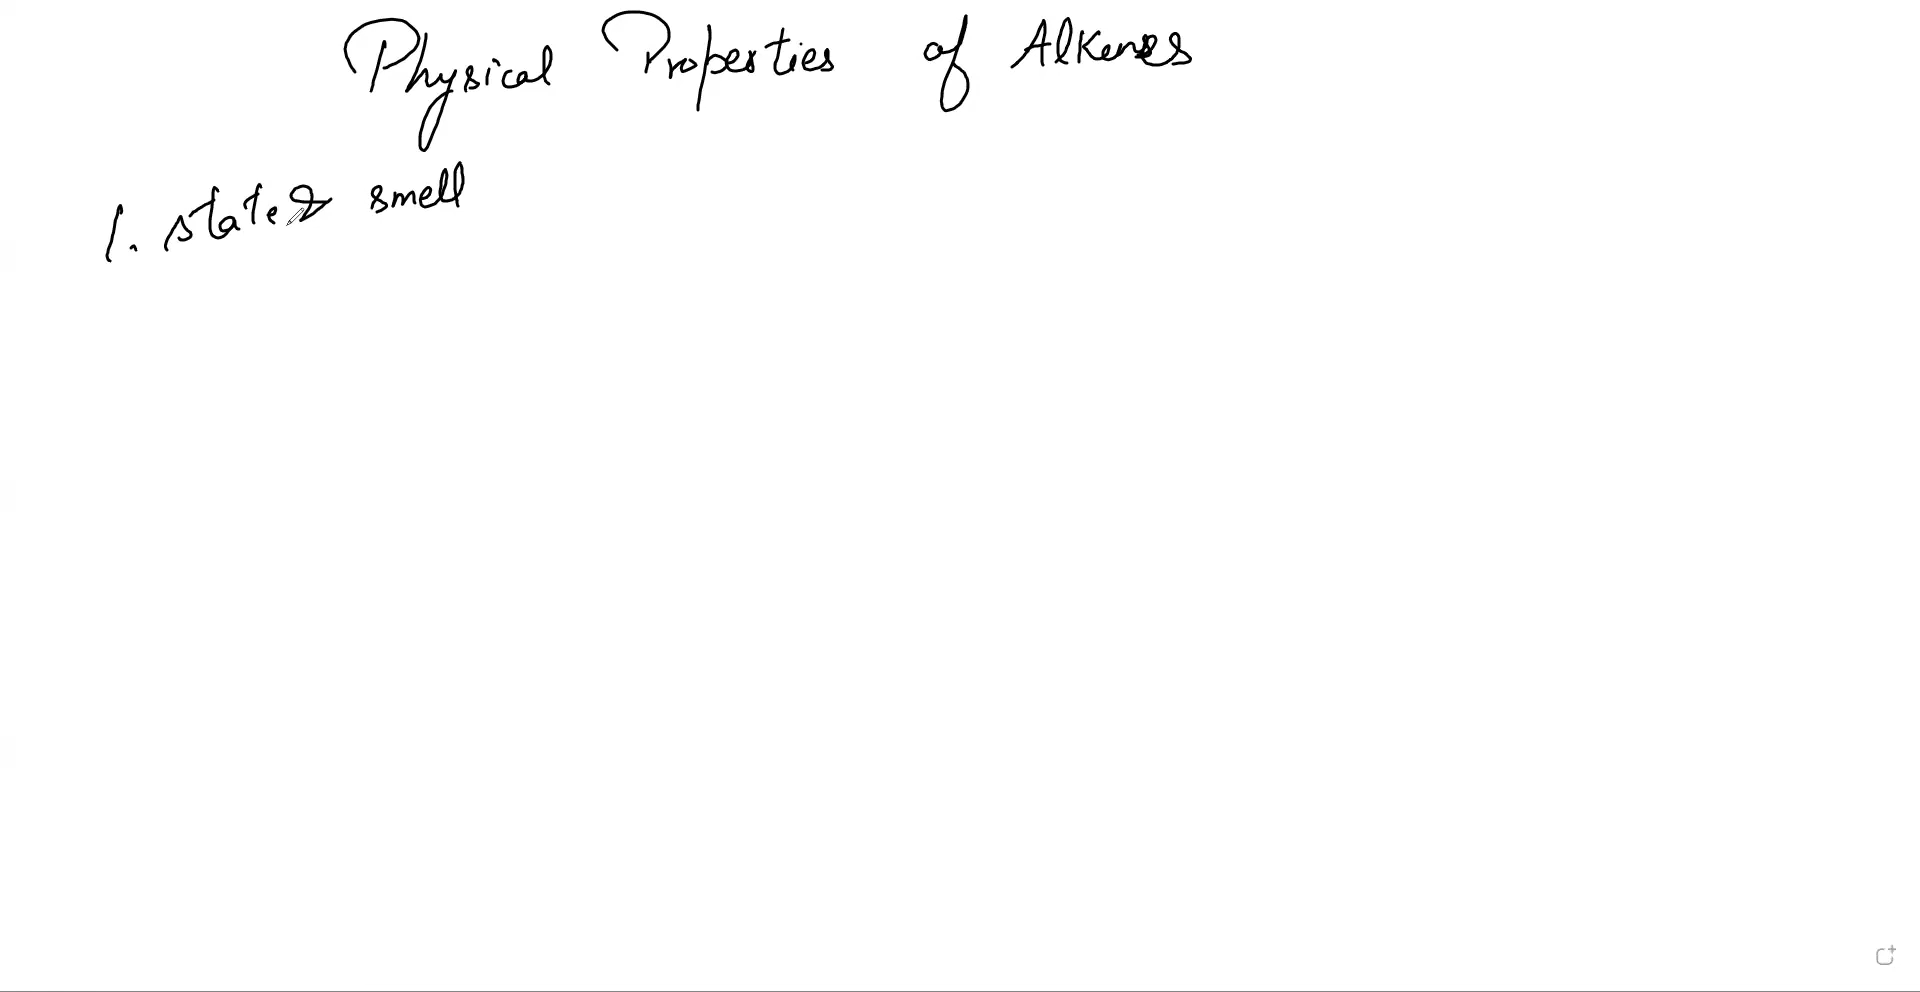 Physical Properties of Alkenes
1. state & smell